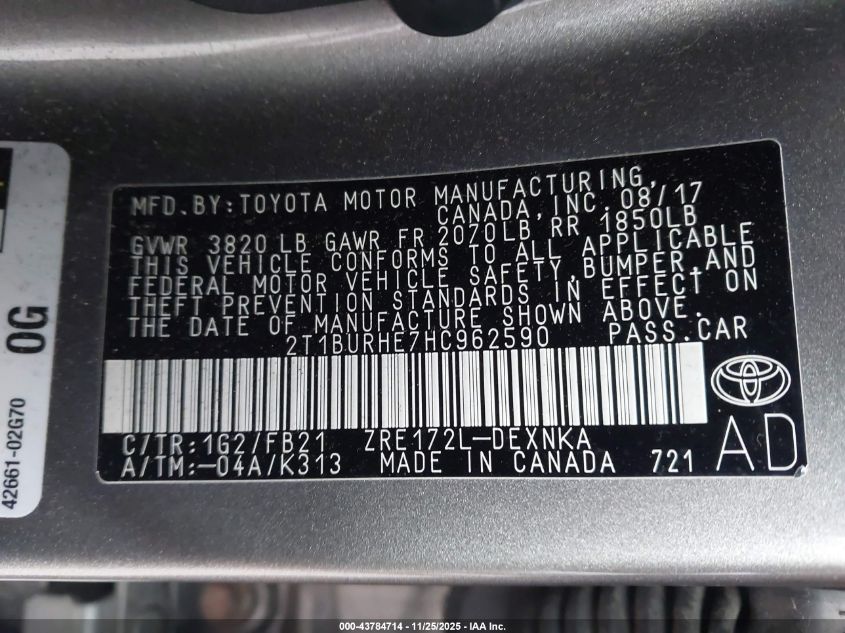 MFD.BY:TOYOTA MOTOR MANUFACTURING,
CANADA, INC. 08/17
GVWR 3820 LB GAWR FR 2070LB RR 1850LB
THIS VEHICLE CONFORMS TO ALL APPLICABLE
FEDERAL MOTOR VEHICLE SAFETY, BUMPER, AND
THEFT PREVENTION STANDARDS IN EFFECT ON
THE DATE OF MANUFACTURE SHOWN ABOVE.
2T1BURHE7HC962590 PASS.CAR
C/TR:1G2/FB21 ZRE172L-DEXNKA
A/TM:-04A/K313 MADE IN CANADA 721
AD
0G
42661-02G70
000-43784714 - 11/25/2025 - IAA Inc.